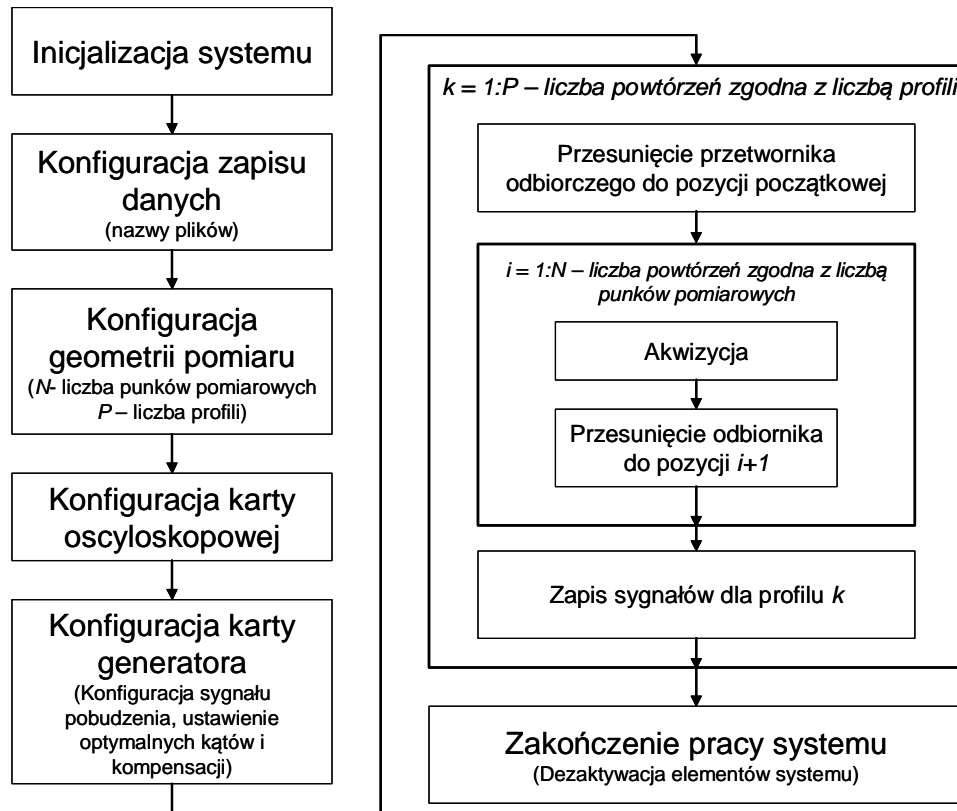 Inicjalizacja systemu
Konfiguracja zapisu
danych
(nazwy plików)
Konfiguracja
geometrii pomiaru
(N- liczba punków pomiarowych
P – liczba profili)
Konfiguracja karty
oscyloskopowej
Konfiguracja karty
generatora
(Konfiguracja sygnału
pobudzenia, ustawienie
optymalnych kątów i
kompensacji)
k = 1:P – liczba powtórzeń zgodna z liczbą profili
Przesunięcie przetwornika
odbiorczego do pozycji początkowej
i = 1:N – liczba powtórzeń zgodna z liczbą
punków pomiarowych
Akwizycja
Przesunięcie odbiornika
do pozycji i+1
Zapis sygnałów dla profilu k
Zakończenie pracy systemu
(Dezaktywacja elementów systemu)